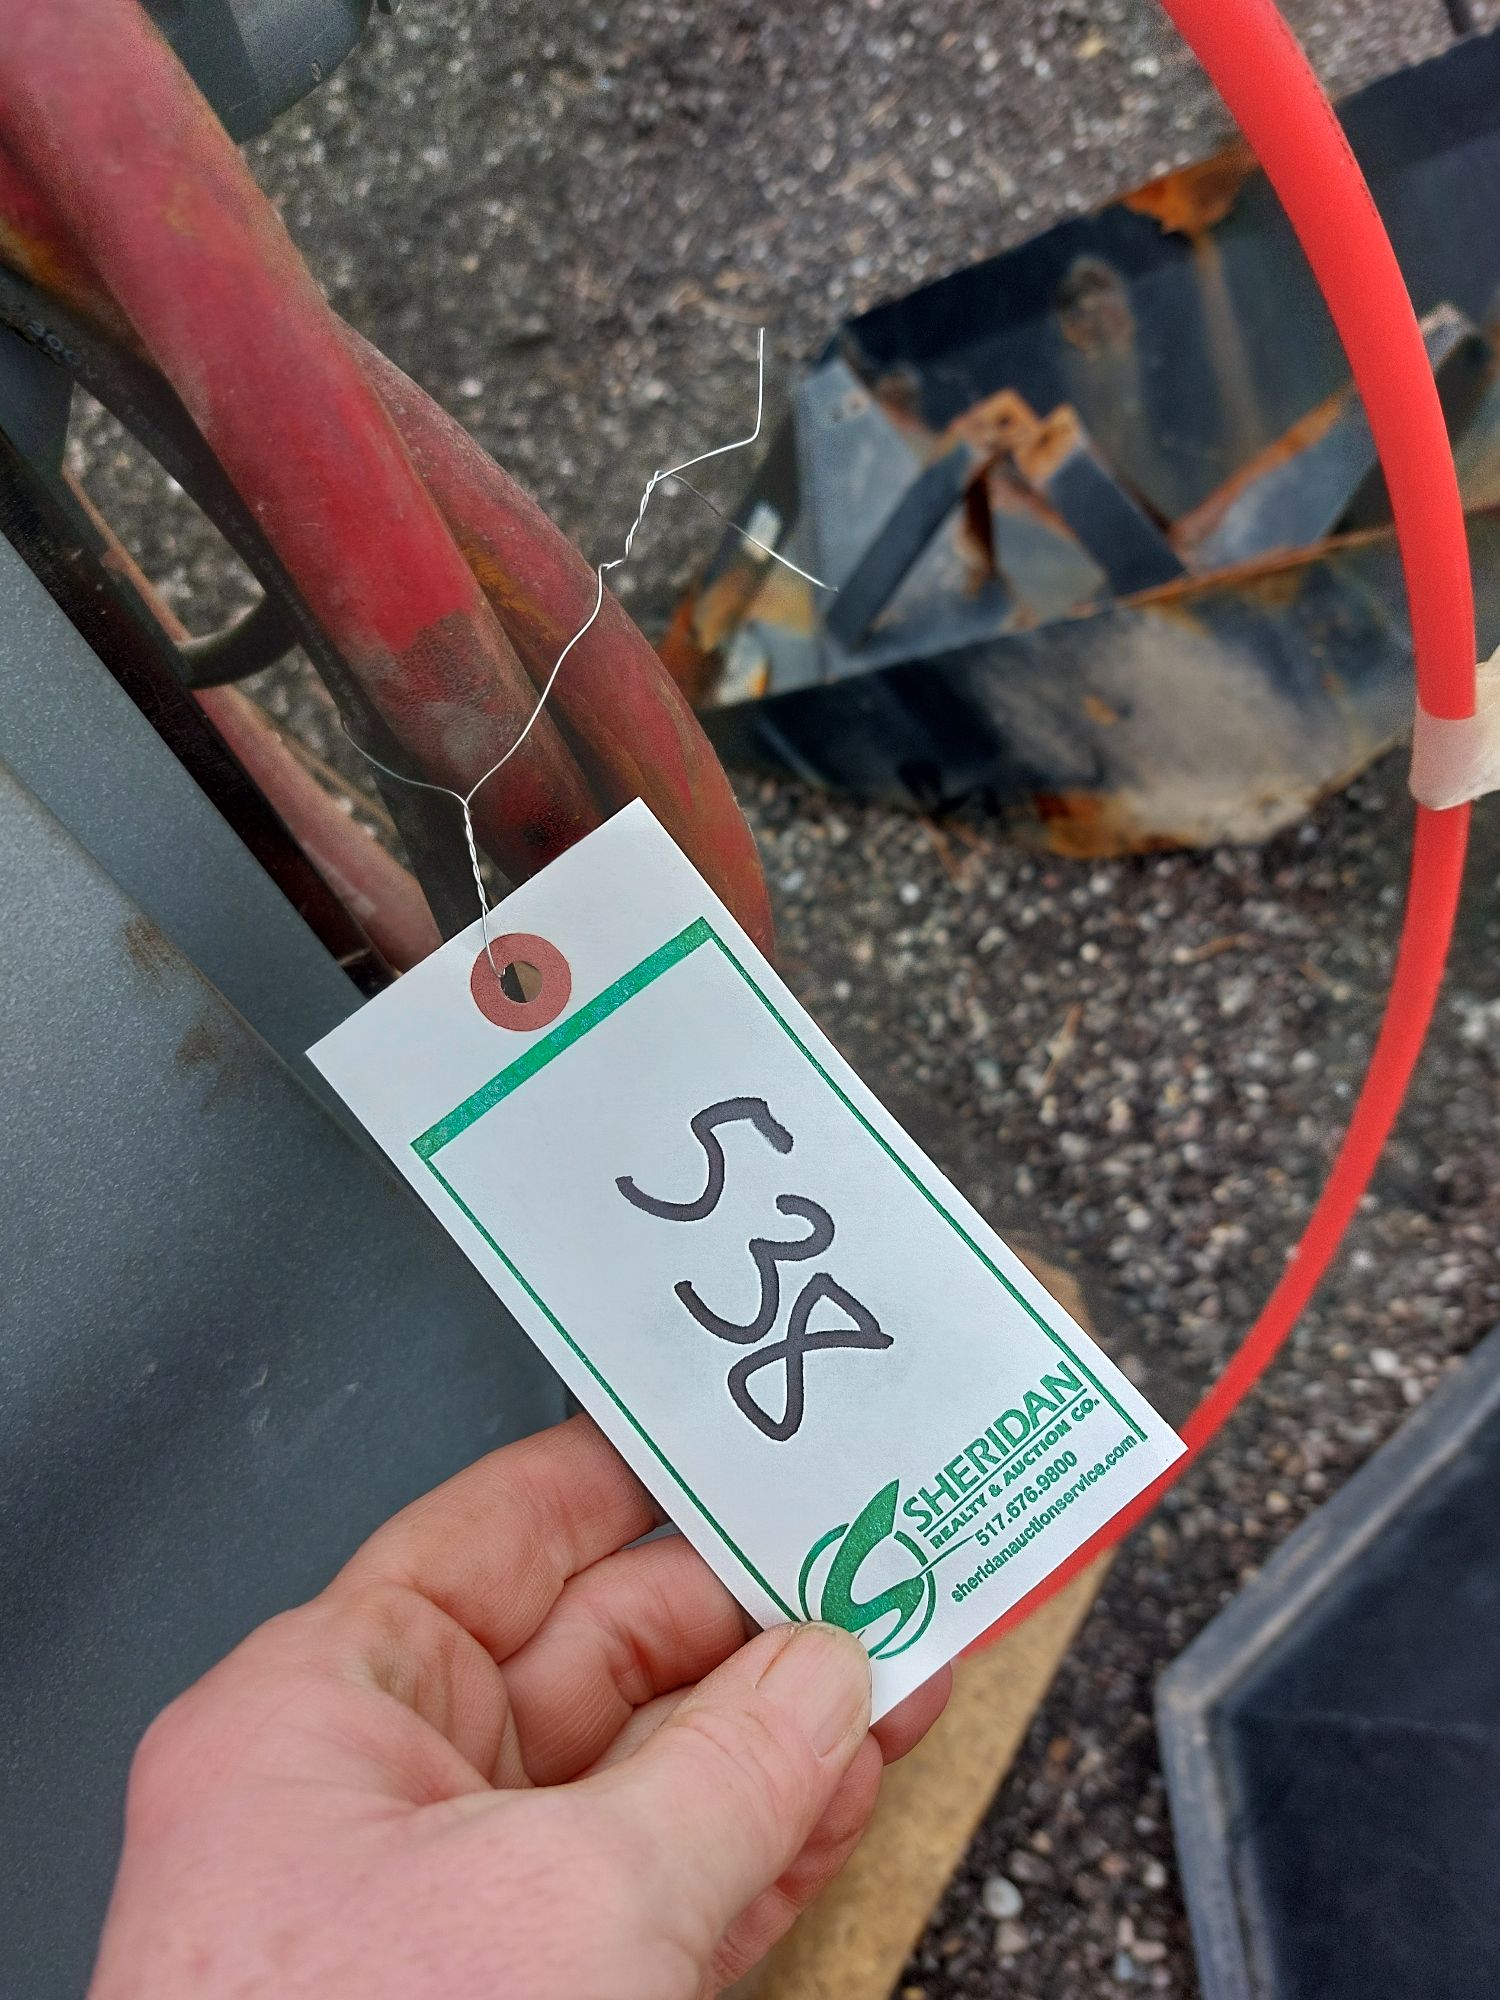 538
SHERIDAN
REALTY & AUCTION CO.
517.676.9800
sheridanauctionservice.com